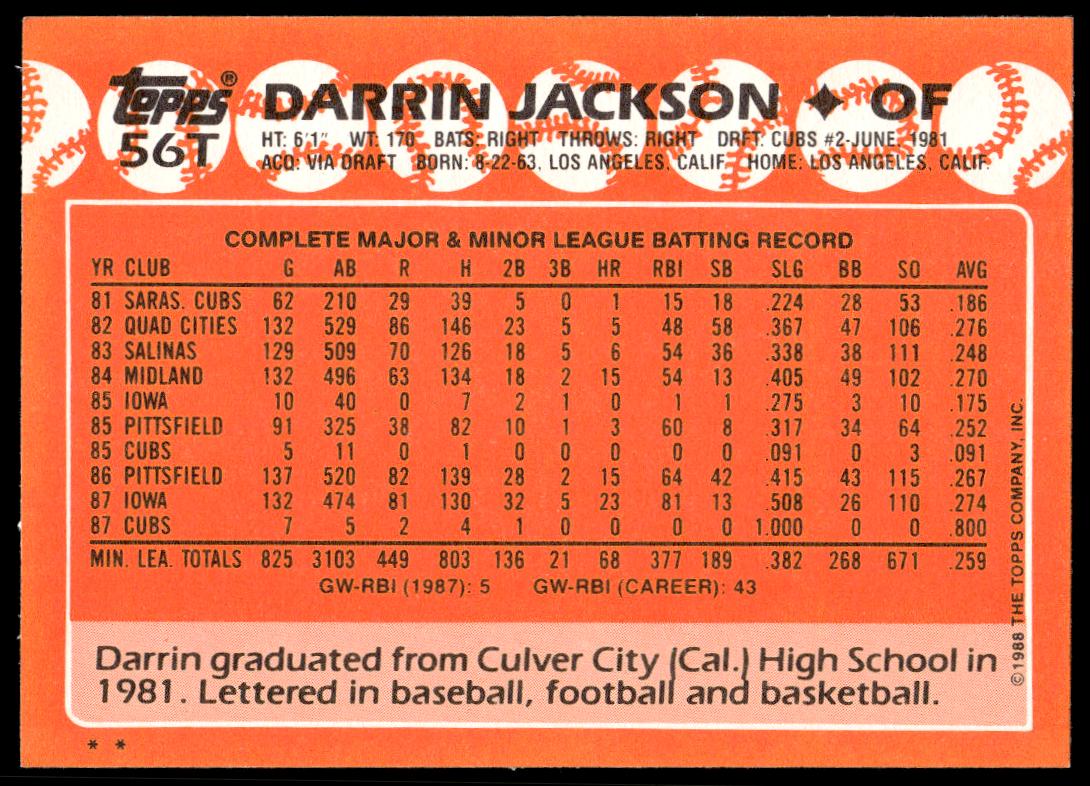 Topps® DARRIN JACKSON ✦ OF
56T HT: 6'1" WT: 170 BATS: RIGHT THROWS: RIGHT DRFT: CUBS #2-JUNE, 1981
ACQ: VIA DRAFT BORN: 8-22-63, LOS ANGELES, CALIF. HOME: LOS ANGELES, CALIF.
COMPLETE MAJOR & MINOR LEAGUE BATTING RECORD
YR CLUB G AB R H 2B 3B HR RBI SB SLG BB SO AVG
81 SARAS. CUBS 62 210 29 39 5 0 1 15 18 .224 28 53 .186
82 QUAD CITIES 132 529 86 146 23 5 5 48 58 .367 47 106 .276
83 SALINAS 129 509 70 126 18 5 6 54 36 .338 38 111 .248
84 MIDLAND 132 496 63 134 18 2 15 54 13 .405 49 102 .270
85 IOWA 10 40 0 7 2 1 0 1 1 .275 3 10 .175
85 PITTSFIELD 91 325 38 82 10 1 3 60 8 .317 34 64 .252
85 CUBS 5 11 0 1 0 0 0 0 0 .091 0 3 .091
86 PITTSFIELD 137 520 82 139 28 2 15 64 42 .415 43 115 .267
87 IOWA 132 474 81 130 32 5 23 81 13 .508 26 110 .274
87 CUBS 7 5 2 4 1 0 0 0 0 1.000 0 0 .800
MIN. LEA. TOTALS 825 3103 449 803 136 21 68 377 189 .382 268 671 .259
GW-RBI (1987): 5 GW-RBI (CAREER): 43
Darrin graduated from Culver City (Cal.) High School in
1981. Lettered in baseball, football and basketball.
©1988 THE TOPPS COMPANY, INC.
* *